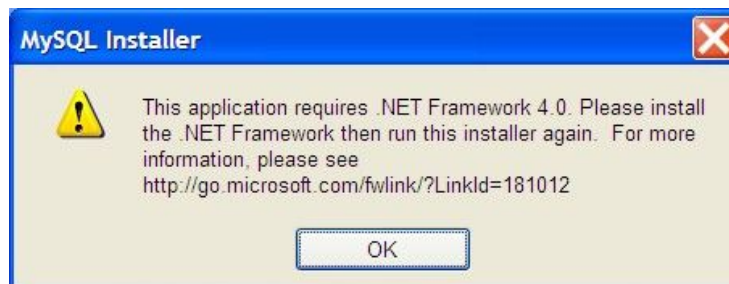 MySQL Installer
This application requires .NET Framework 4.0. Please install
the .NET Framework then run this installer again.  For more
information, please see
http://go.microsoft.com/fwlink/?LinkId=181012
OK